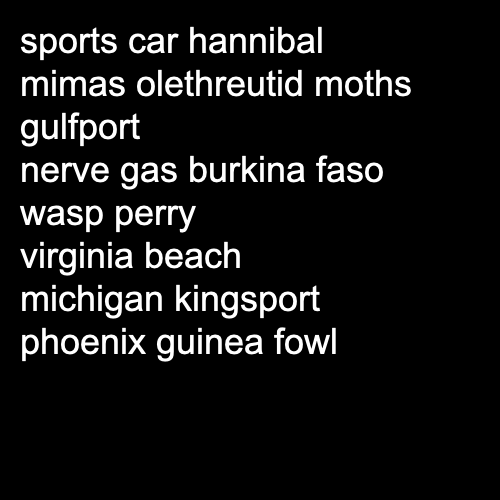 sports car hannibal
mimas olethreutid moths
gulfport
nerve gas burkina faso
wasp perry
virginia beach
michigan kingsport
phoenix guinea fowl